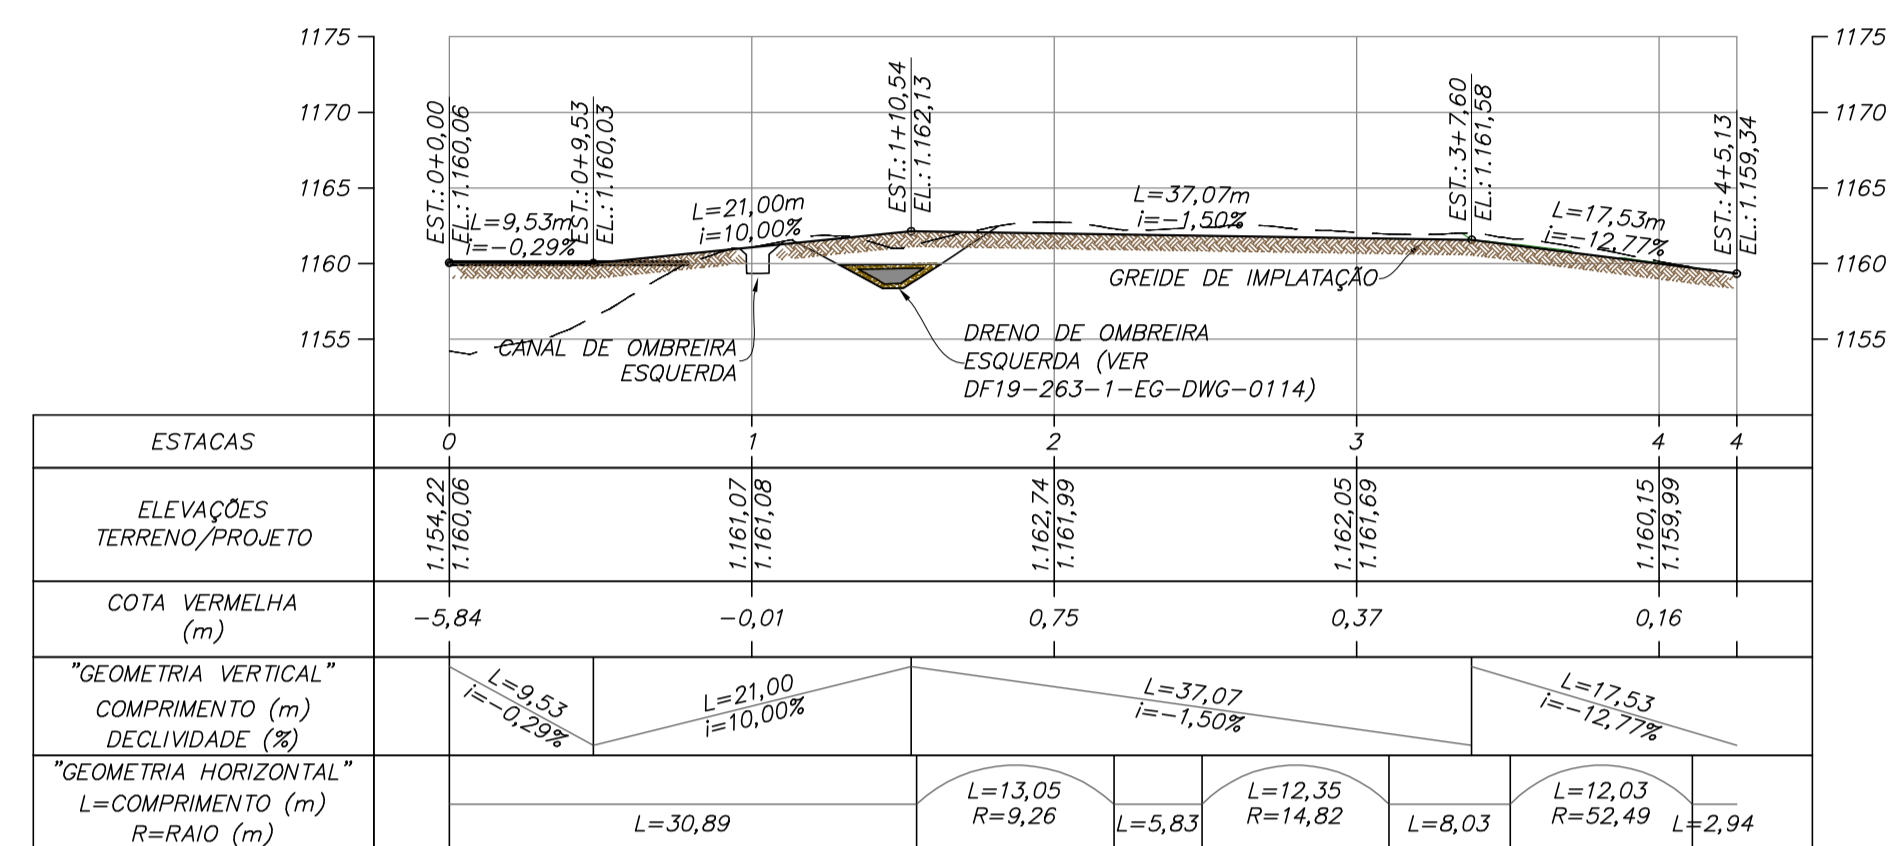 1175
1170
1165
1160
1155
1175
1170
1165
1160
1155
EST.: 0+0,00
EL.:1.160,06
EST.: 0+9,53
EL.:1.160,03
EST.:1+10,54
EL.:1.162,13
EST.: 3+7,60
EL.:1.161,58
EST.: 4+5,13
EL.:1.159,34
L=9,53m
i=-0,29%
L=21,00m
i=10,00%
L=37,07m
i=-1,50%
L=17,53m
i=-12,77%
GREIDE DE IMPLATAÇÃO
CANAL DE OMBREIRA
ESQUERDA
DRENO DE OMBREIRA
ESQUERDA (VER
DF19-263-1-EG-DWG-0114)
ESTACAS
0 1 2 3 4 4
ELEVAÇÕES
TERRENO/PROJETO
1.154,22
1.160,06
1.161,07
1.161,08
1.162,74
1.161,99
1.162,05
1.161,69
1.160,15
1.159,99
COTA VERMELHA
(m)
-5,84 -0,01 0,75 0,37 0,16
"GEOMETRIA VERTICAL"
COMPRIMENTO (m)
DECLIVIDADE (%)
L=9,53
i=-0,29%
L=21,00
i=10,00%
L=37,07
i=-1,50%
L=17,53
i=-12,77%
"GEOMETRIA HORIZONTAL"
L=COMPRIMENTO (m)
R=RAIO (m)
L=30,89
L=13,05
R=9,26
L=5,83
L=12,35
R=14,82
L=8,03
L=12,03
R=52,49
L=2,94